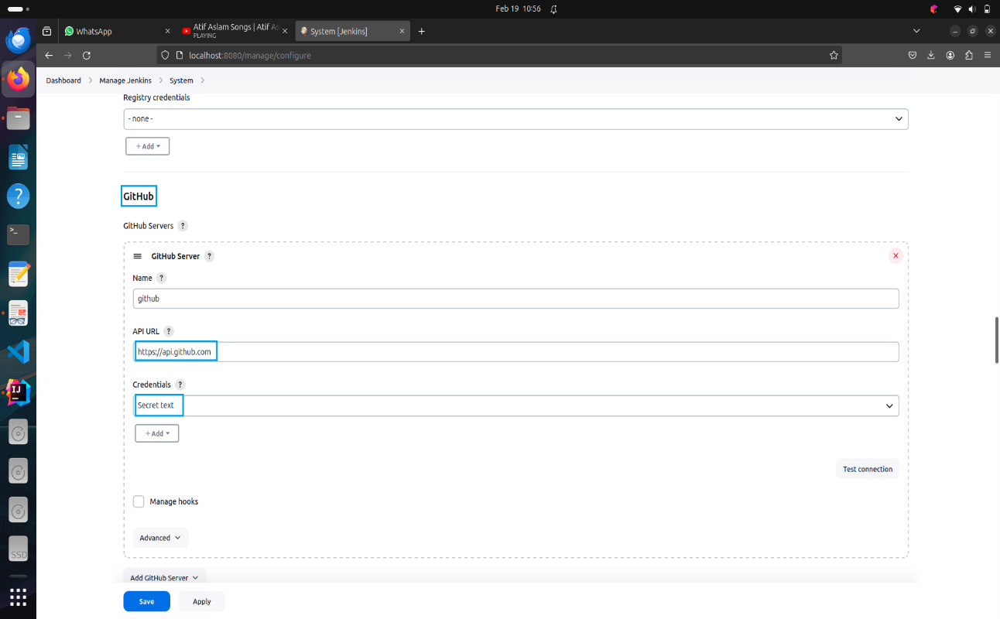 Feb 19 10:56
WhatsApp
Atif Aslam Songs | Atif As
PLAYING
System [Jenkins]
localhost:8080/manage/configure
Dashboard
Manage Jenkins
System
Registry credentials
- none -
+ Add
GitHub
GitHub Servers ?
GitHub Server ?
Name ?
github
API URL ?
https://api.github.com
Credentials ?
Secret text
+ Add
Test connection
Manage hooks
Advanced
Add GitHub Server
Save
Apply
>_
IJ
SSD